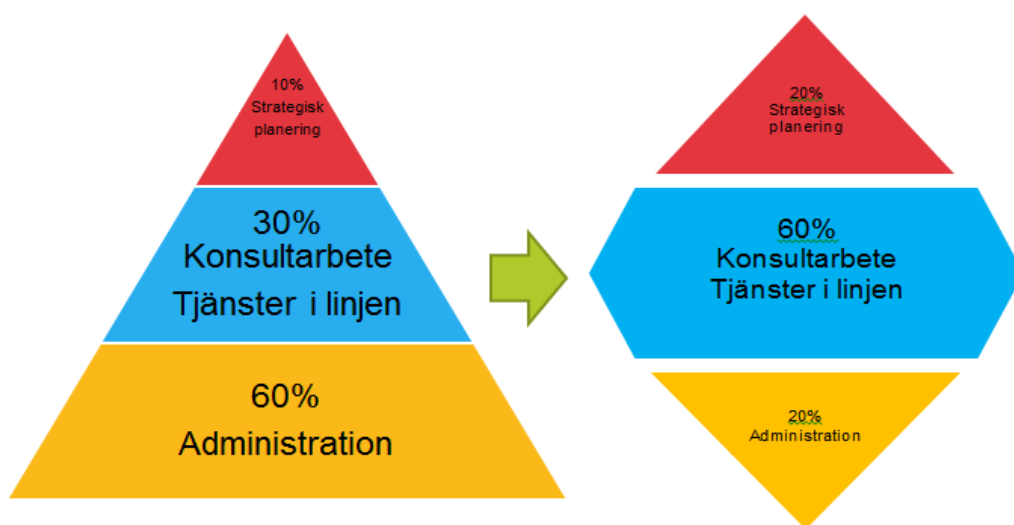 10%
Strategisk
planering
30%
Konsultarbete
Tjänster i linjen
60%
Administration
20%
Strategisk
planering
60%
Konsultarbete
Tjänster i linjen
20%
Administration